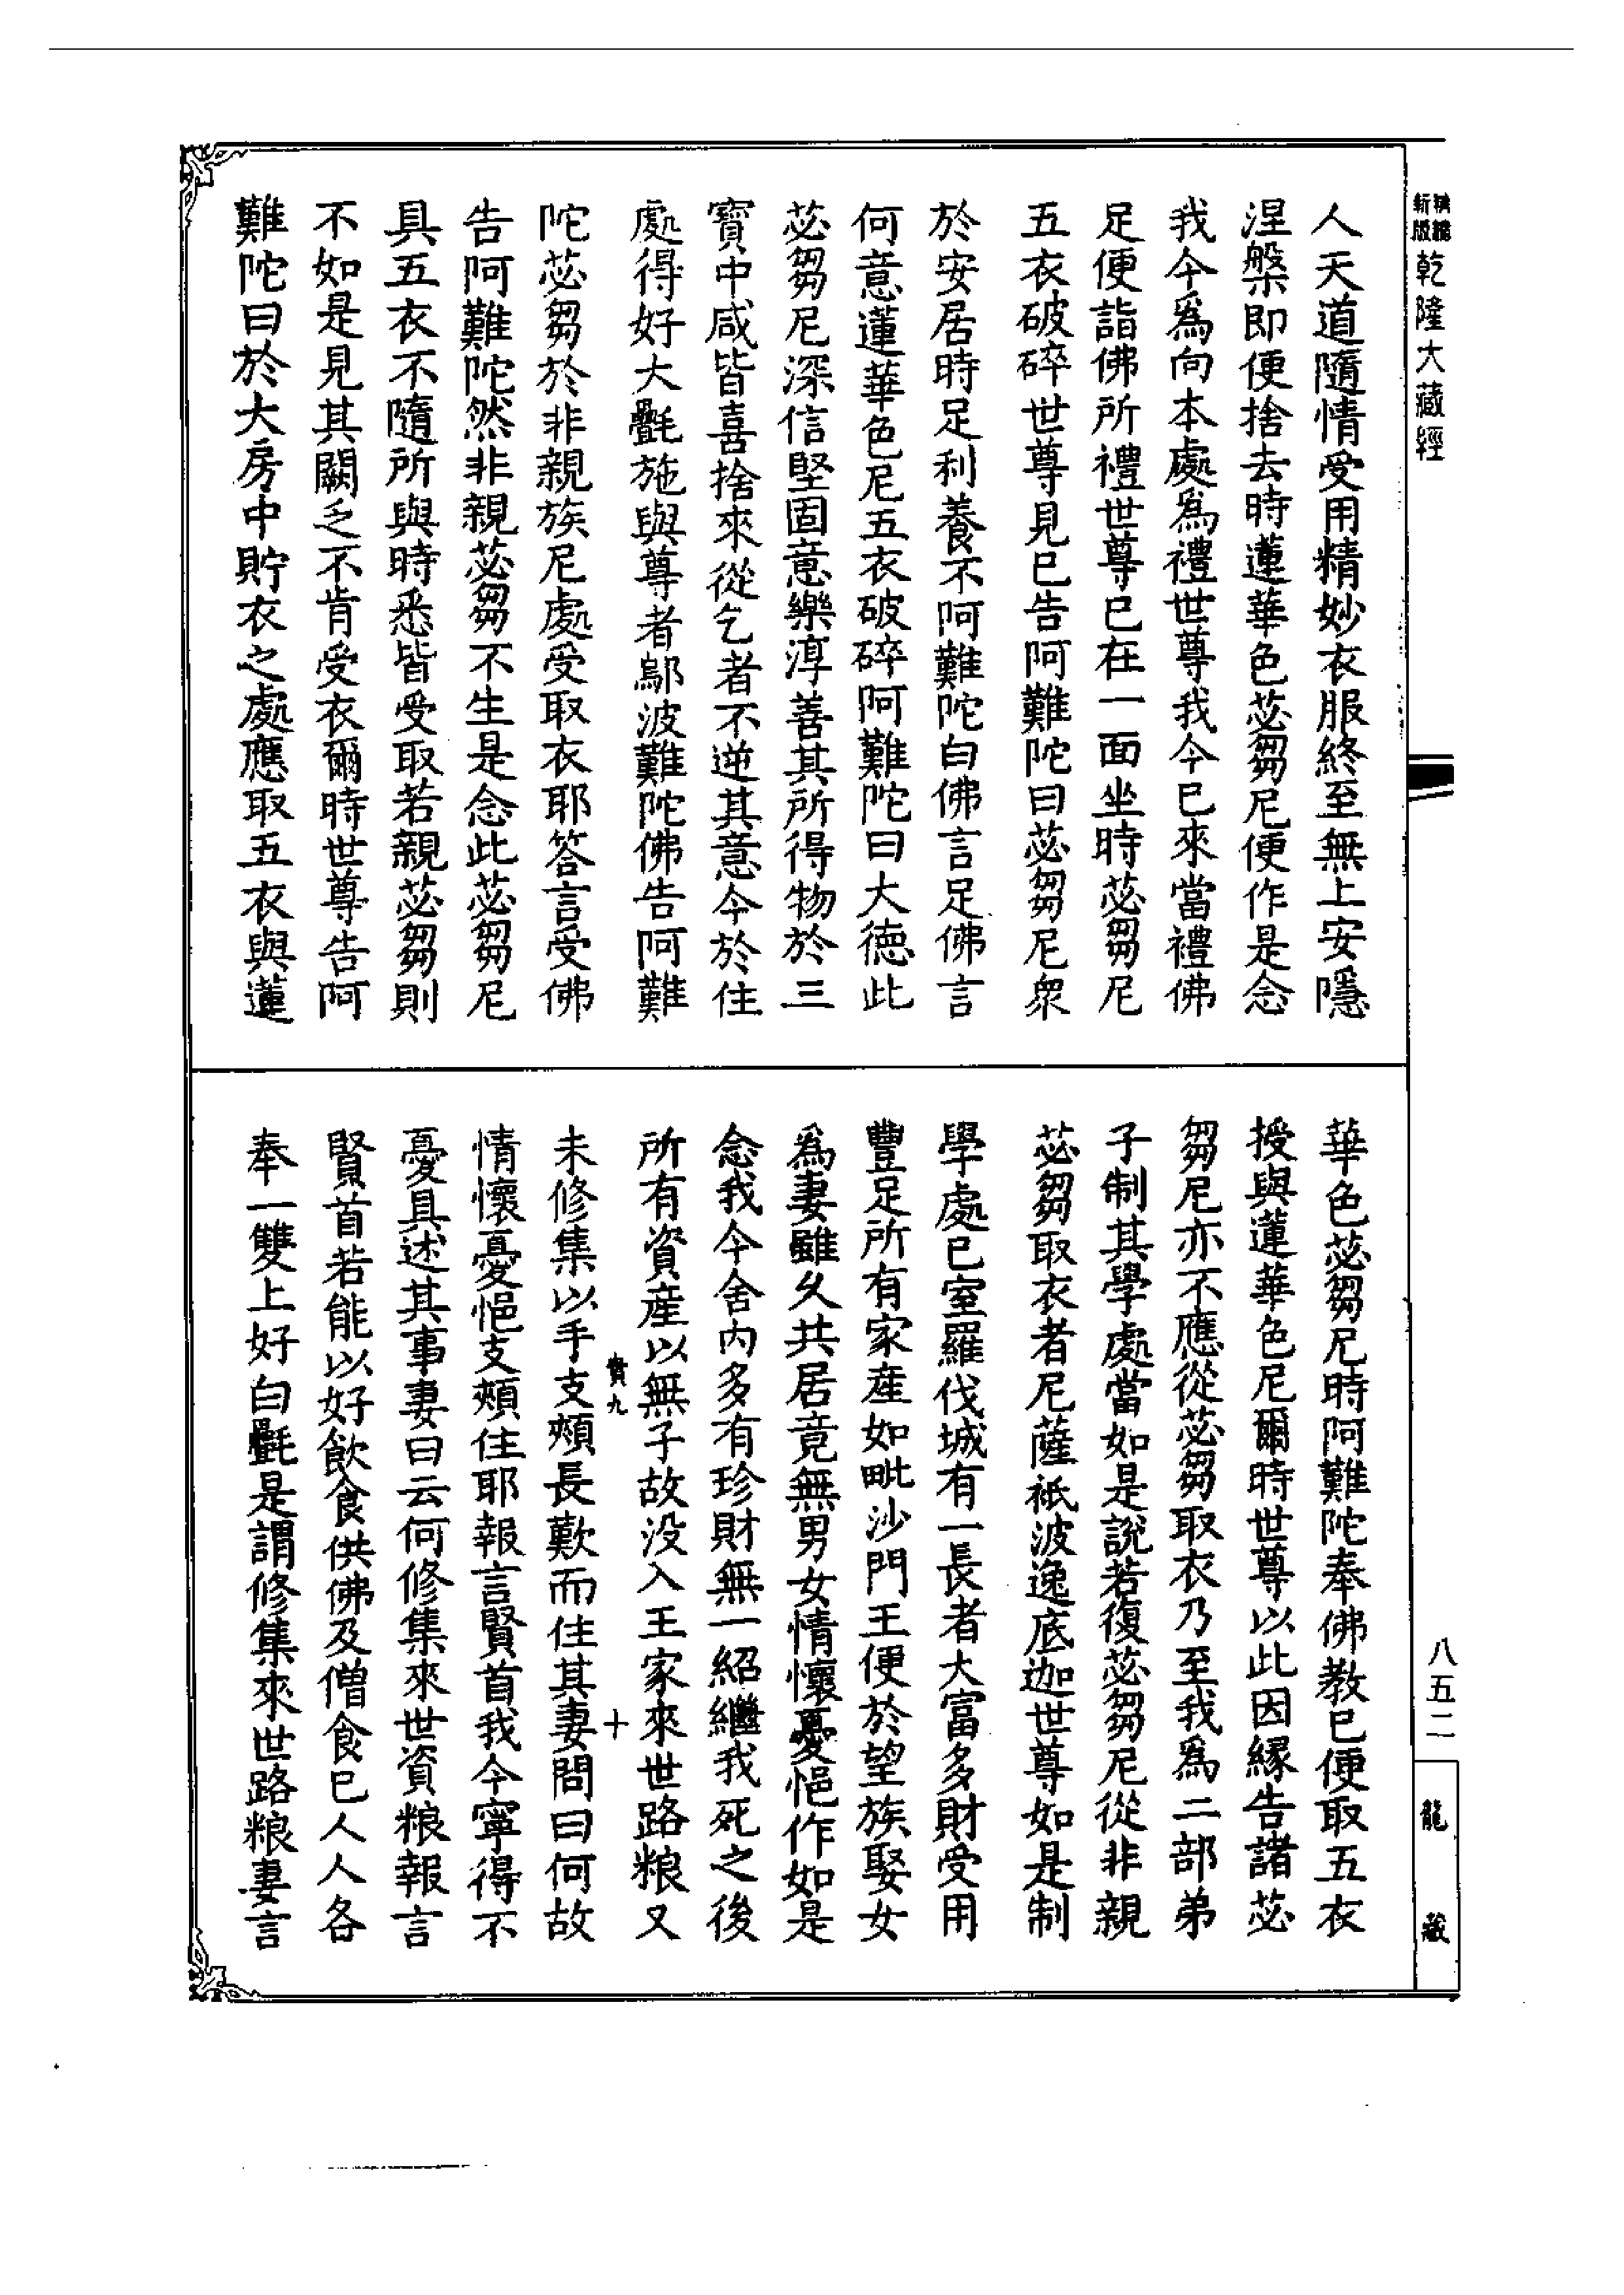 新版精縮
乾隆大藏經
人天道隨情受用精妙衣服終至無上安隱
涅槃即便捨去時蓮華色苾芻尼便作是念
我今爲向本處爲禮世尊我今已來當禮佛
足便詣佛所禮世尊已在一面坐時苾芻尼
五衣破碎世尊見已告阿難陀曰苾芻尼衆
於安居時足利養不阿難陀白佛言足佛言
何意蓮華色尼五衣破碎阿難陀曰大德此
苾芻尼深信堅固意樂淳善其所得物於三
寶中咸皆喜捨來從乞者不逆其意今於住
處得好大㲲施與尊者鄔波難陀佛告阿難
陀苾芻於非親族尼處受取衣耶答言受佛
告阿難陀然非親苾芻不生是念此苾芻尼
具五衣不隨所與時悉皆受取若親苾芻則
不如是見其闕乏不肯受衣爾時世尊告阿
難陀曰於大房中貯衣之處應取五衣與蓮
華色苾芻尼時阿難陀奉佛教已便取五衣
授與蓮華色尼爾時世尊以此因緣告諸苾
芻尼亦不應從苾芻取衣乃至我爲二部弟
子制其學處當如是說若復苾芻尼從非親
苾芻取衣者尼薩祇波逸底迦世尊如是制
學處已室羅伐城有一長者大富多財受用
豐足所有家産如毗沙門王便於望族娶女
爲妻雖久共居竟無男女情懷憂悒作如是
念我今舍内多有珍財無一紹繼我死之後
所有資産以無子故没入王家來世路粮又
寶九 十
未修集以手支頰長歎而住其妻問曰何故
情懷憂悒支頰住耶報言賢首我今寧得不
憂具述其事妻曰云何修集來世資粮報言
賢首若能以好飲食供佛及僧食已人人各
奉一雙上好白㲲是謂修集來世路粮妻言
八五二
龍藏